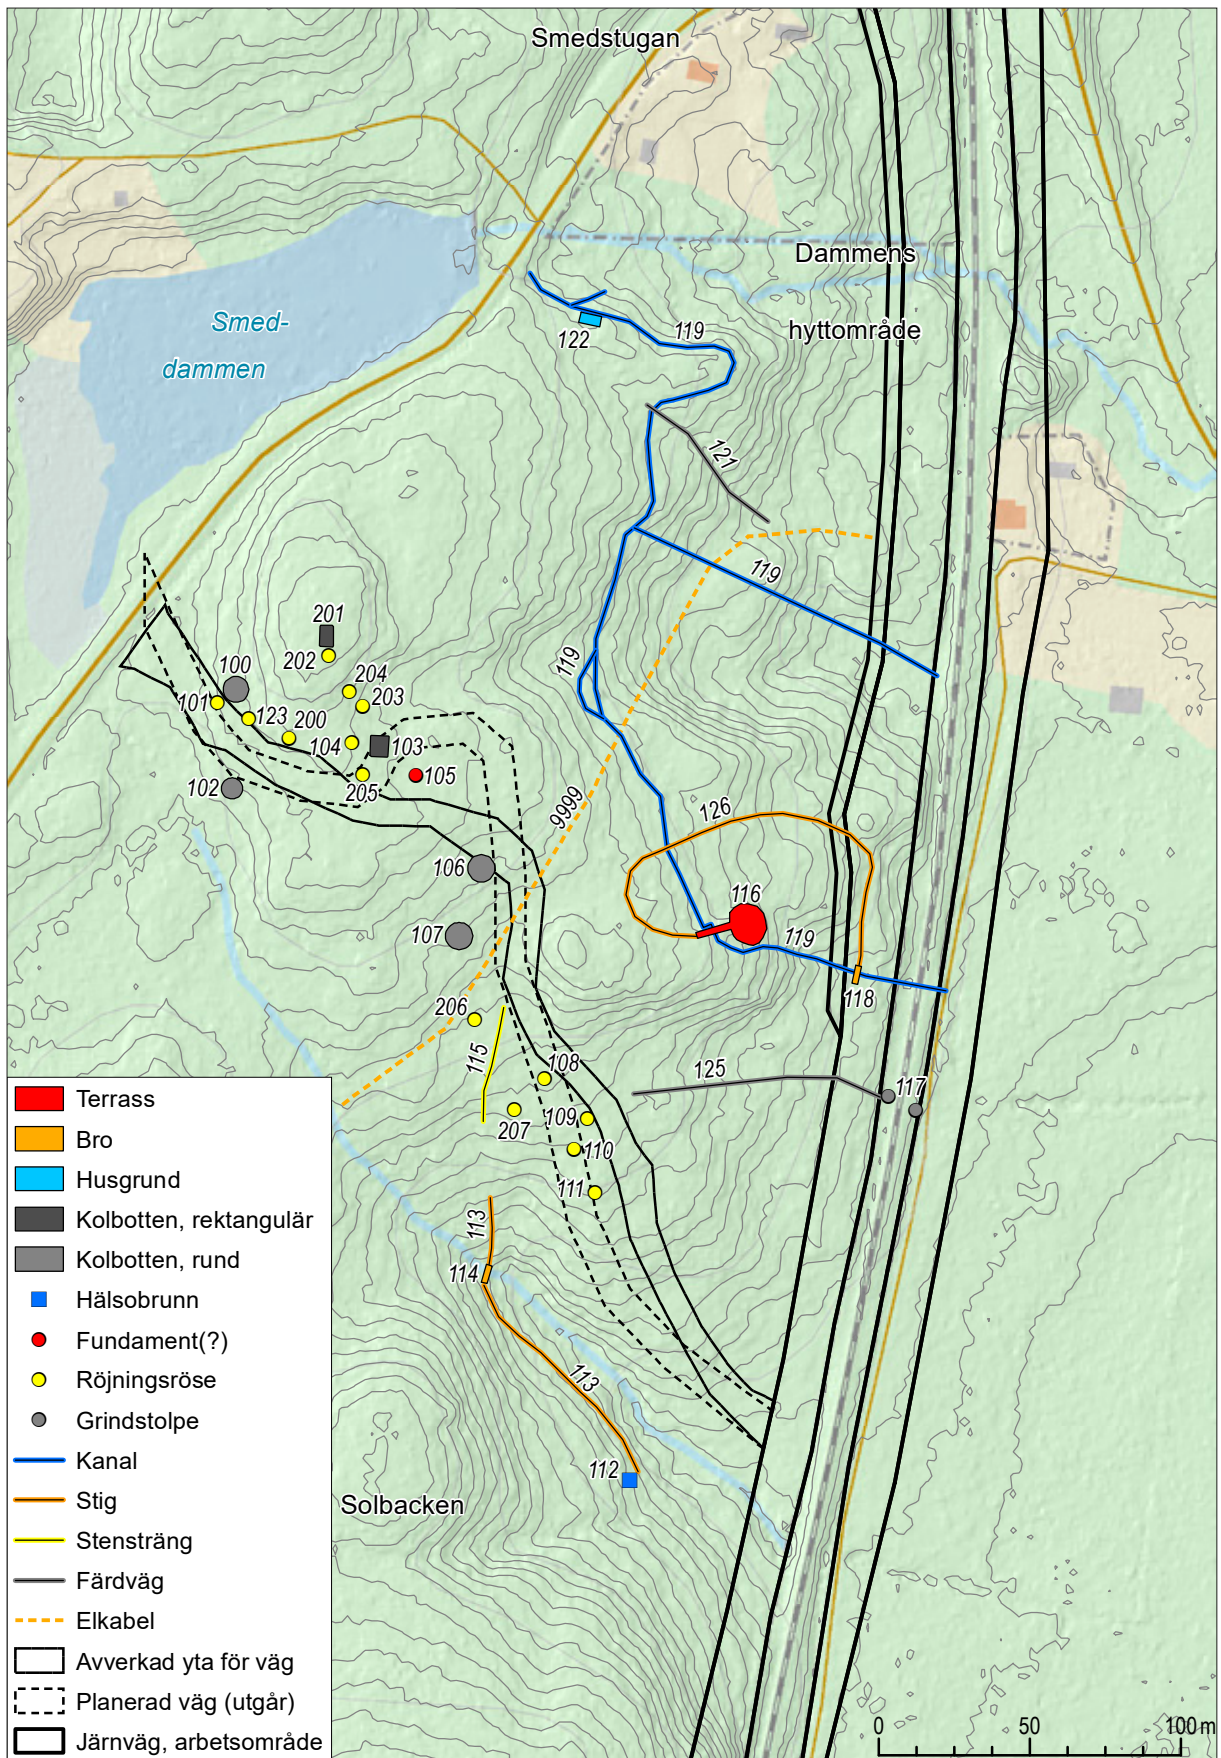 Smedstugan
Dammens
hyttområde
Smed-
dammen
119
122
121
119
201
202
100
204
203
101
123
200
104
103
119
105
205
102
9999
126
106
116
107
119
118
206
115
108
125
117
207
109
110
111
113
114
113
112
Solbacken
Terrass
Bro
Husgrund
Kolbotten, rektangulär
Kolbotten, rund
Hälsobrunn
Fundament(?)
Röjningsröse
Grindstolpe
Kanal
Stig
Stensträng
Färdväg
Elkabel
Avverkad yta för väg
Planerad väg (utgår)
Järnväg, arbetsområde
0 50 100 m